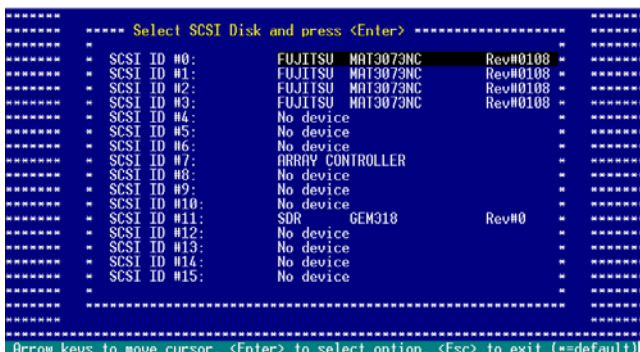 Select SCSI Disk and press <Enter>
SCSI ID #0: FUJITSU MAT3073NC Rev#0108
SCSI ID #1: FUJITSU MAT3073NC Rev#0108
SCSI ID #2: FUJITSU MAT3073NC Rev#0108
SCSI ID #3: FUJITSU MAT3073NC Rev#0108
SCSI ID #4: No device
SCSI ID #5: No device
SCSI ID #6: No device
SCSI ID #7: ARRAY CONTROLLER
SCSI ID #8: No device
SCSI ID #9: No device
SCSI ID #10: No device
SCSI ID #11: SDR GEM318 Rev#0
SCSI ID #12: No device
SCSI ID #13: No device
SCSI ID #14: No device
SCSI ID #15: No device
Arrow keys to move cursor, <Enter> to select option, <Esc> to exit (*=default)